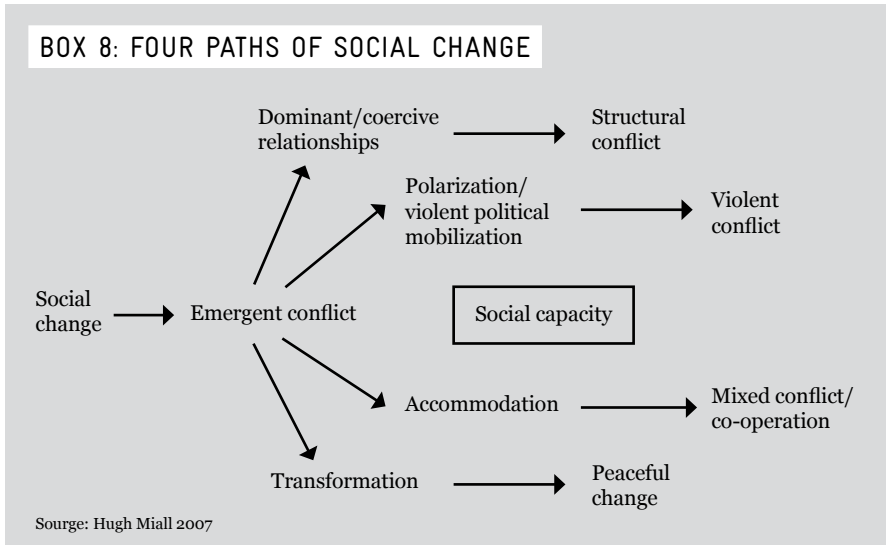 BOX 8: FOUR PATHS OF SOCIAL CHANGE
Dominant/coercive
relationships
Structural
conflict
Polarization/
violent political
mobilization
Violent
conflict
Social
change
Emergent conflict
Social capacity
Accommodation
Mixed conflict/
co-operation
Transformation
Peaceful
change
Sourge: Hugh Miall 2007